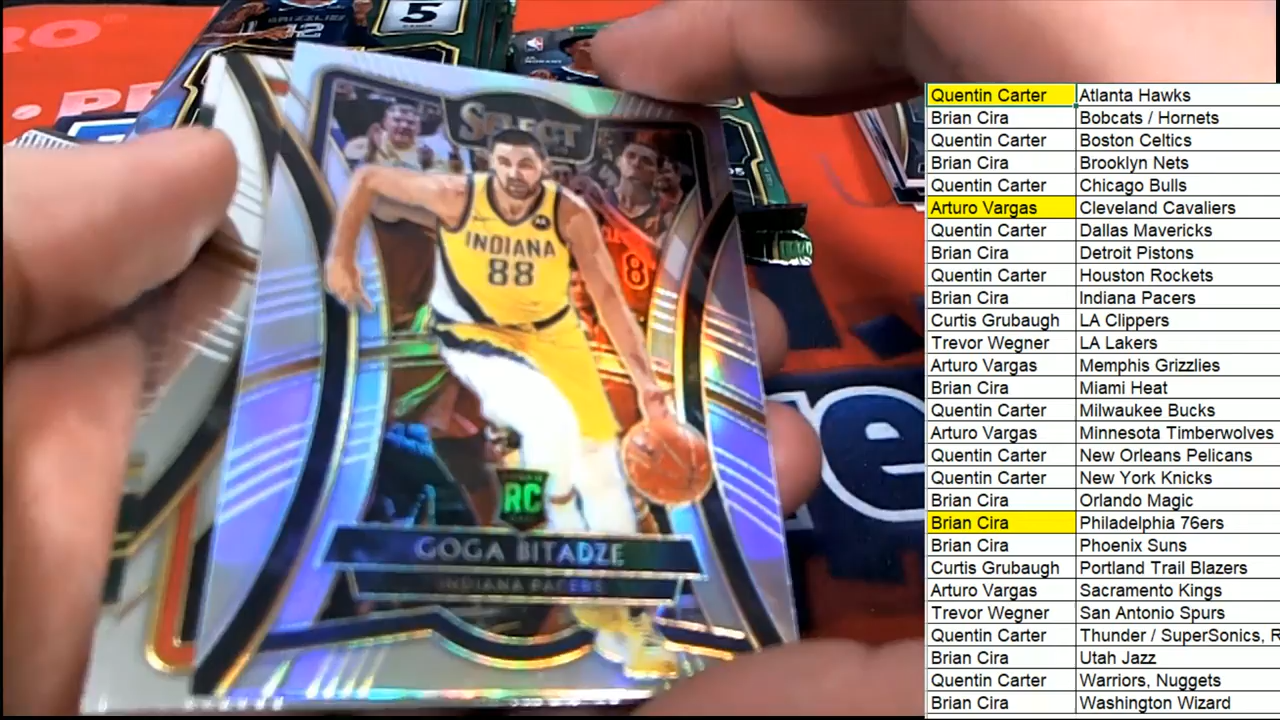 5
GRIZZLIES
12
SELECT
INDIANA
88
8
RC
GOGA BITADZE
INDIANA PACERS
Quentin Carter Atlanta Hawks
Brian Cira Bobcats / Hornets
Quentin Carter Boston Celtics
Brian Cira Brooklyn Nets
Quentin Carter Chicago Bulls
Arturo Vargas Cleveland Cavaliers
Quentin Carter Dallas Mavericks
Brian Cira Detroit Pistons
Quentin Carter Houston Rockets
Brian Cira Indiana Pacers
Curtis Grubaugh LA Clippers
Trevor Wegner LA Lakers
Arturo Vargas Memphis Grizzlies
Brian Cira Miami Heat
Quentin Carter Milwaukee Bucks
Arturo Vargas Minnesota Timberwolves
Quentin Carter New Orleans Pelicans
Quentin Carter New York Knicks
Brian Cira Orlando Magic
Brian Cira Philadelphia 76ers
Brian Cira Phoenix Suns
Curtis Grubaugh Portland Trail Blazers
Arturo Vargas Sacramento Kings
Trevor Wegner San Antonio Spurs
Quentin Carter Thunder / SuperSonics, R
Brian Cira Utah Jazz
Quentin Carter Warriors, Nuggets
Brian Cira Washington Wizard